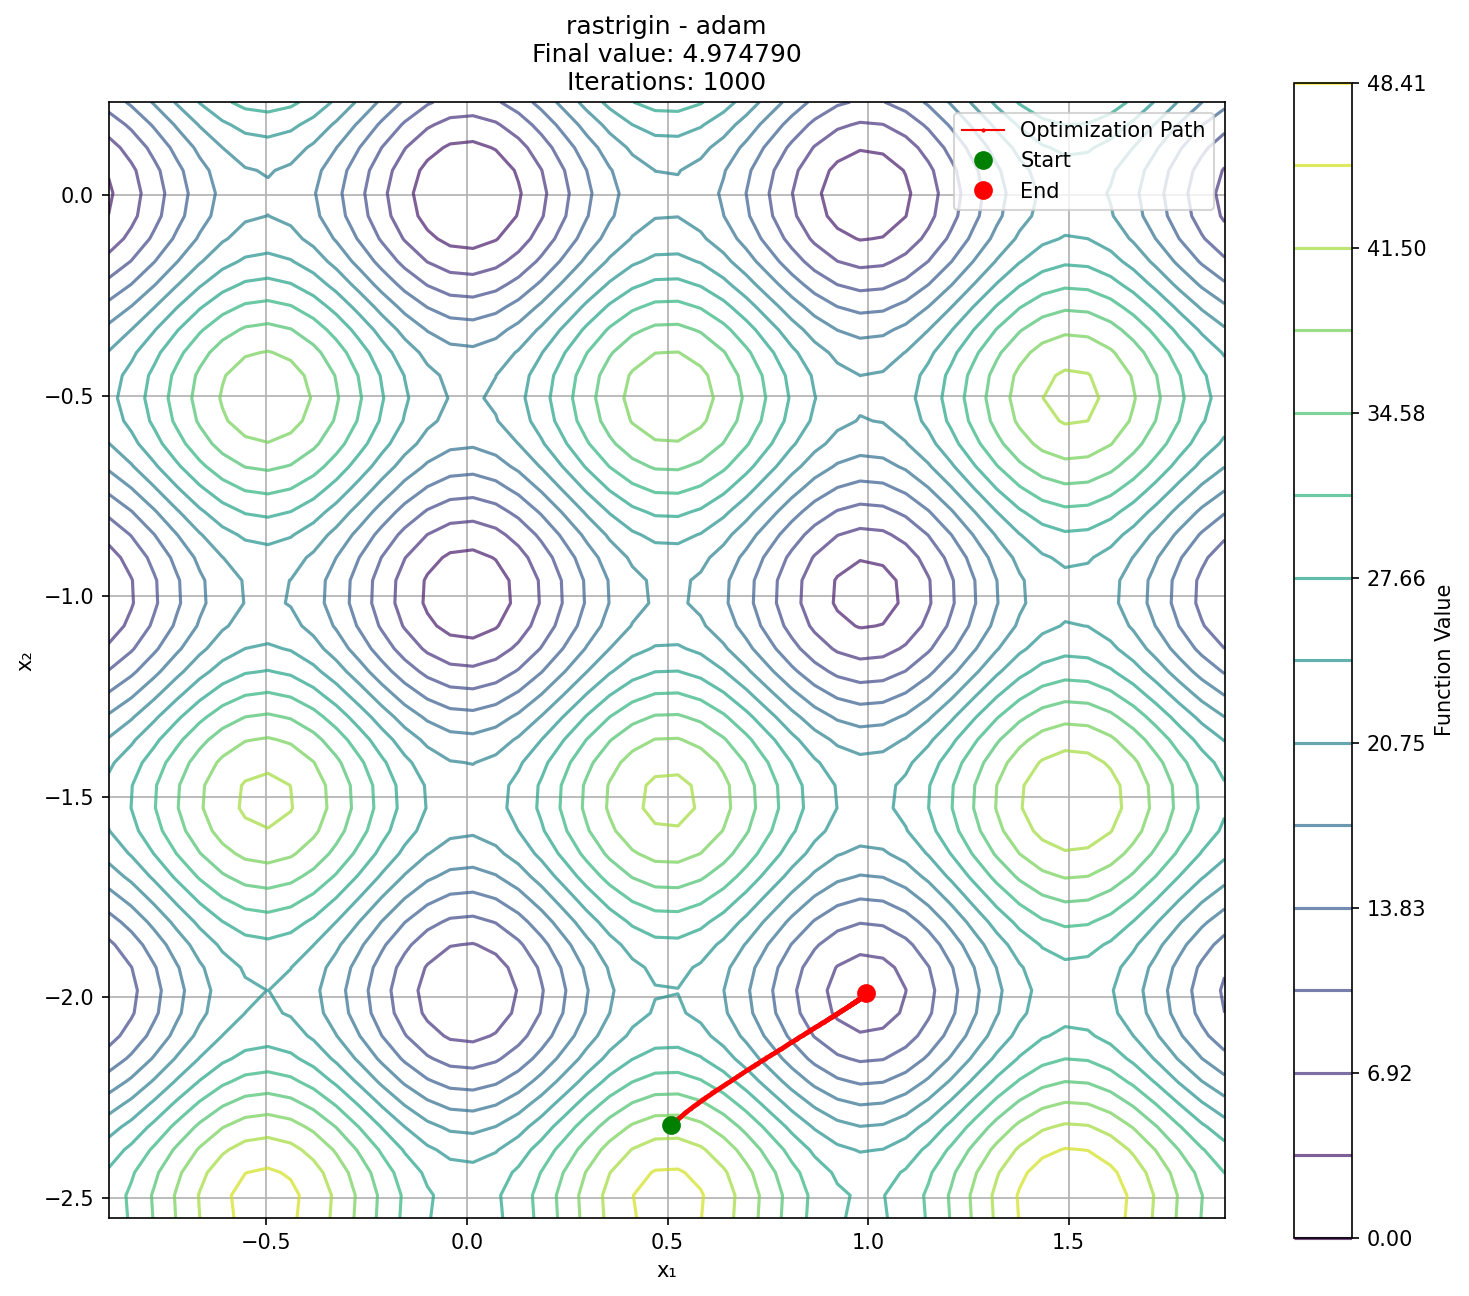 rastrigin - adam
Final value: 4.974790
Iterations: 1000
Optimization Path
Start
End
0.0
−0.5
−1.0
−1.5
−2.0
−2.5
x₂
−0.5
0.0
0.5
1.0
1.5
x₁
48.41
41.50
34.58
27.66
20.75
13.83
6.92
0.00
Function Value